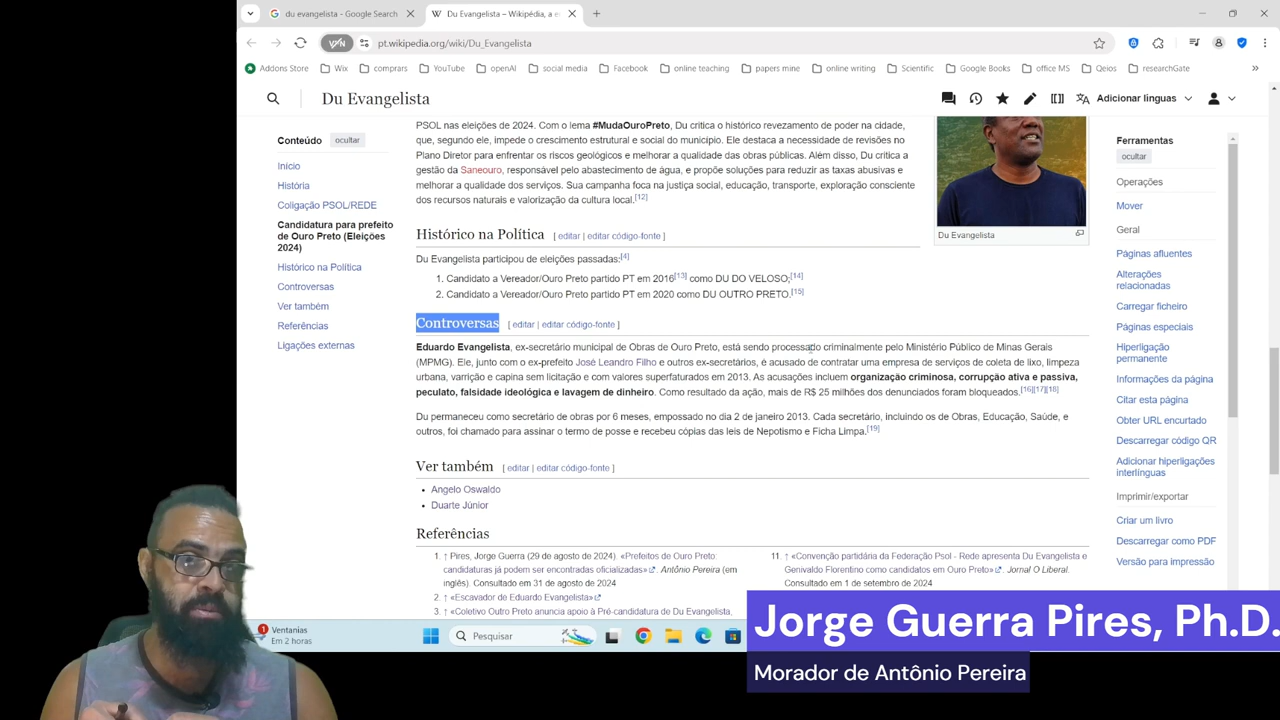 du evangelista - Google Search
Du Evangelista – Wikipédia, a e
VPN
pt.wikipedia.org/wiki/Du_Evangelista
Addons Store
Wix
comprars
YouTube
openAI
social media
Facebook
online teaching
papers mine
online writing
Scientific
Google Books
office MS
Qeios
researchGate
Du Evangelista
Adicionar línguas
Conteúdo
ocultar
Início
História
Coligação PSOL/REDE
Candidatura para prefeito
de Ouro Preto (Eleições
2024)
Histórico na Política
Controversas
Ver também
Referências
Ligações externas
PSOL nas eleições de 2024. Com o lema #MudaOuroPreto, Du critica o histórico revezamento de poder na cidade,
que, segundo ele, impede o crescimento estrutural e social do município. Ele destaca a necessidade de revisões no
Plano Diretor para enfrentar os riscos geológicos e melhorar a qualidade das obras públicas. Além disso, Du critica a
gestão da Saneouro, responsável pelo abastecimento de água, e propõe soluções para reduzir as taxas abusivas e
melhorar a qualidade dos serviços. Sua campanha foca na justiça social, educação, transporte, exploração consciente
dos recursos naturais e valorização da cultura local.[12]
Du Evangelista
Histórico na Política [ editar | editar código-fonte ]
Du Evangelista participou de eleições passadas:[4]
1. Candidato a Vereador/Ouro Preto partido PT em 2016[13] como DU DO VELOSO;[14]
2. Candidato a Vereador/Ouro Preto partido PT em 2020 como DU OUTRO PRETO.[15]
Controversas [ editar | editar código-fonte ]
Eduardo Evangelista, ex-secretário municipal de Obras de Ouro Preto, está sendo processado criminalmente pelo Ministério Público de Minas Gerais
(MPMG). Ele, junto com o ex-prefeito José Leandro Filho e outros ex-secretários, é acusado de contratar uma empresa de serviços de coleta de lixo, limpeza
urbana, varrição e capina sem licitação e com valores superfaturados em 2013. As acusações incluem organização criminosa, corrupção ativa e passiva,
peculato, falsidade ideológica e lavagem de dinheiro. Como resultado da ação, mais de R$ 25 milhões dos denunciados foram bloqueados.[16][17][18]
Du permaneceu como secretário de obras por 6 meses, empossado no dia 2 de janeiro 2013. Cada secretário, incluindo os de Obras, Educação, Saúde, e
outros, foi chamado para assinar o termo de posse e recebeu cópias das leis de Nepotismo e Ficha Limpa.[19]
Ver também [ editar | editar código-fonte ]
Angelo Oswaldo
Duarte Júnior
Referências
1. ↑ Pires, Jorge Guerra (29 de agosto de 2024). «Prefeitos de Ouro Preto:
candidaturas já podem ser encontradas oficializadas». Antônio Pereira (em
inglês). Consultado em 31 de agosto de 2024
2. ↑ «Escavador de Eduardo Evangelista»
3. ↑ «Coletivo Outro Preto anuncia apoio à Pré-candidatura de Du Evangelista,
11. ↑ «Convenção partidária da Federação Psol - Rede apresenta Du Evangelista e
Genivaldo Florentino como candidatos em Ouro Preto». Jornal O Liberal.
Consultado em 1 de setembro de 2024
Ferramentas
ocultar
Operações
Mover
Geral
Páginas afluentes
Alterações
relacionadas
Carregar ficheiro
Páginas especiais
Hiperligação
permanente
Informações da página
Citar esta página
Obter URL encurtado
Descarregar código QR
Adicionar hiperligações
interlínguas
Imprimir/exportar
Criar um livro
Descarregar como PDF
Versão para impressão
1
Ventanias
Em 2 horas
Pesquisar
Jorge Guerra Pires, Ph.D.
Morador de Antônio Pereira